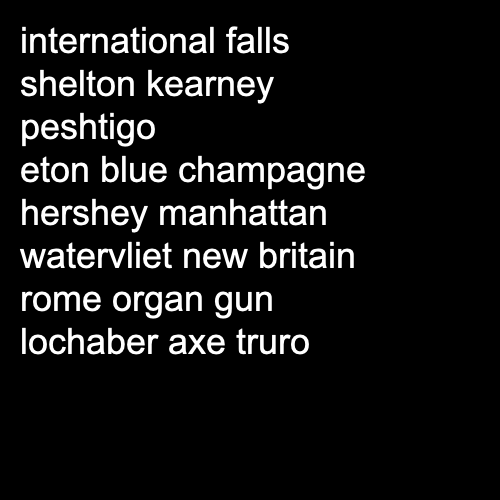 international falls
shelton kearney
peshtigo
eton blue champagne
hershey manhattan
watervliet new britain
rome organ gun
lochaber axe truro